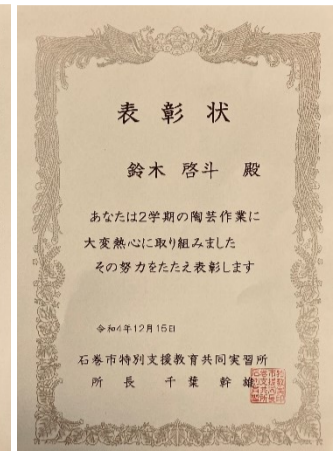 表彰状
鈴木 啓斗 殿
あなたは2学期の陶芸作業に
大変熱心に取り組みました
その努力をたたえ表彰します
令和4年12月15日
石巻市特別支援教育共同実習所
所長 千葉 幹雄